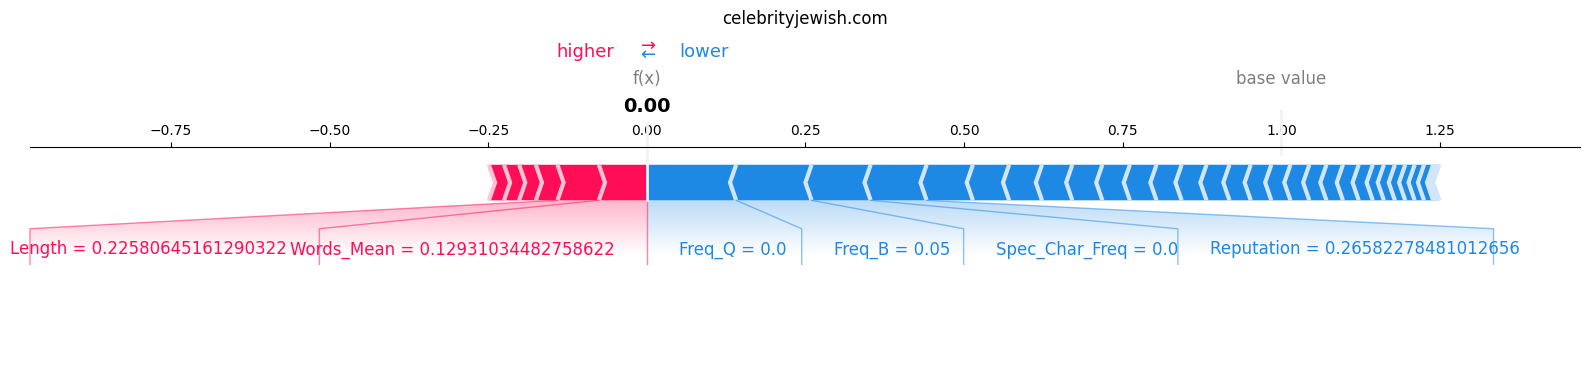 celebrityjewish.com
higher ⇄ lower
f(x) base value
0.00
−0.75 −0.50 −0.25 0.00 0.25 0.50 0.75 1.00 1.25
Length = 0.22580645161290322 Words_Mean = 0.12931034482758622 Freq_Q = 0.0 Freq_B = 0.05 Spec_Char_Freq = 0.0 Reputation = 0.26582278481012656